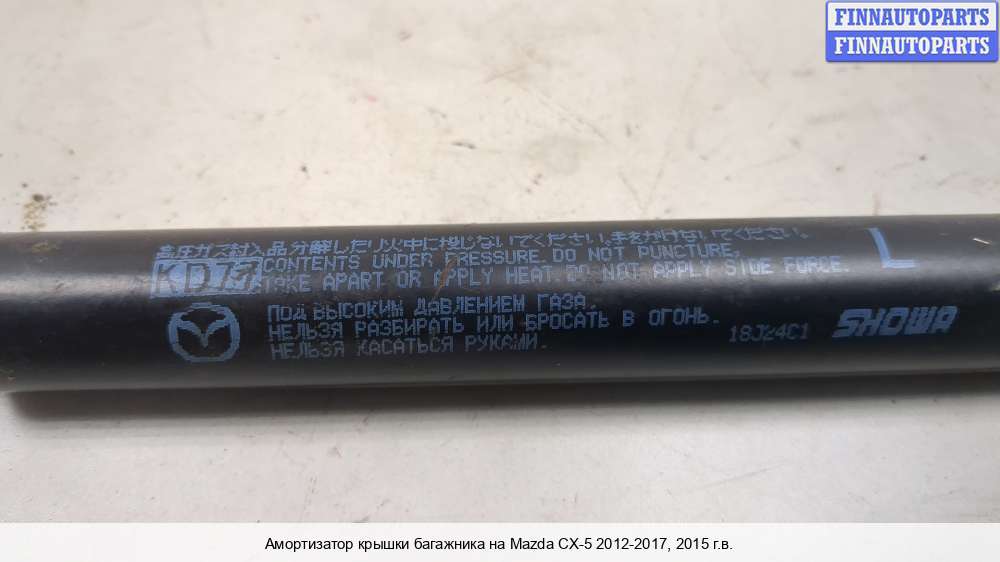 FINNAUTOPARTS
FINNAUTOPARTS
高圧ガス封入品分解したり火中に投じないでください。手をかけないでください。
CONTENTS UNDER PRESSURE. DO NOT PUNCTURE,
TAKE APART OR APPLY HEAT. DO NOT APPLY SIDE FORCE.
L
ПОД ВЫСОКИМ ДАВЛЕНИЕМ ГАЗА.
НЕЛЬЗЯ РАЗБИРАТЬ ИЛИ БРОСАТЬ В ОГОНЬ.
НЕЛЬЗЯ КАСАТЬСЯ РУКАМИ.
18J24C1
SHOWA
Амортизатор крышки багажника на Mazda CX-5 2012-2017, 2015 г.в.